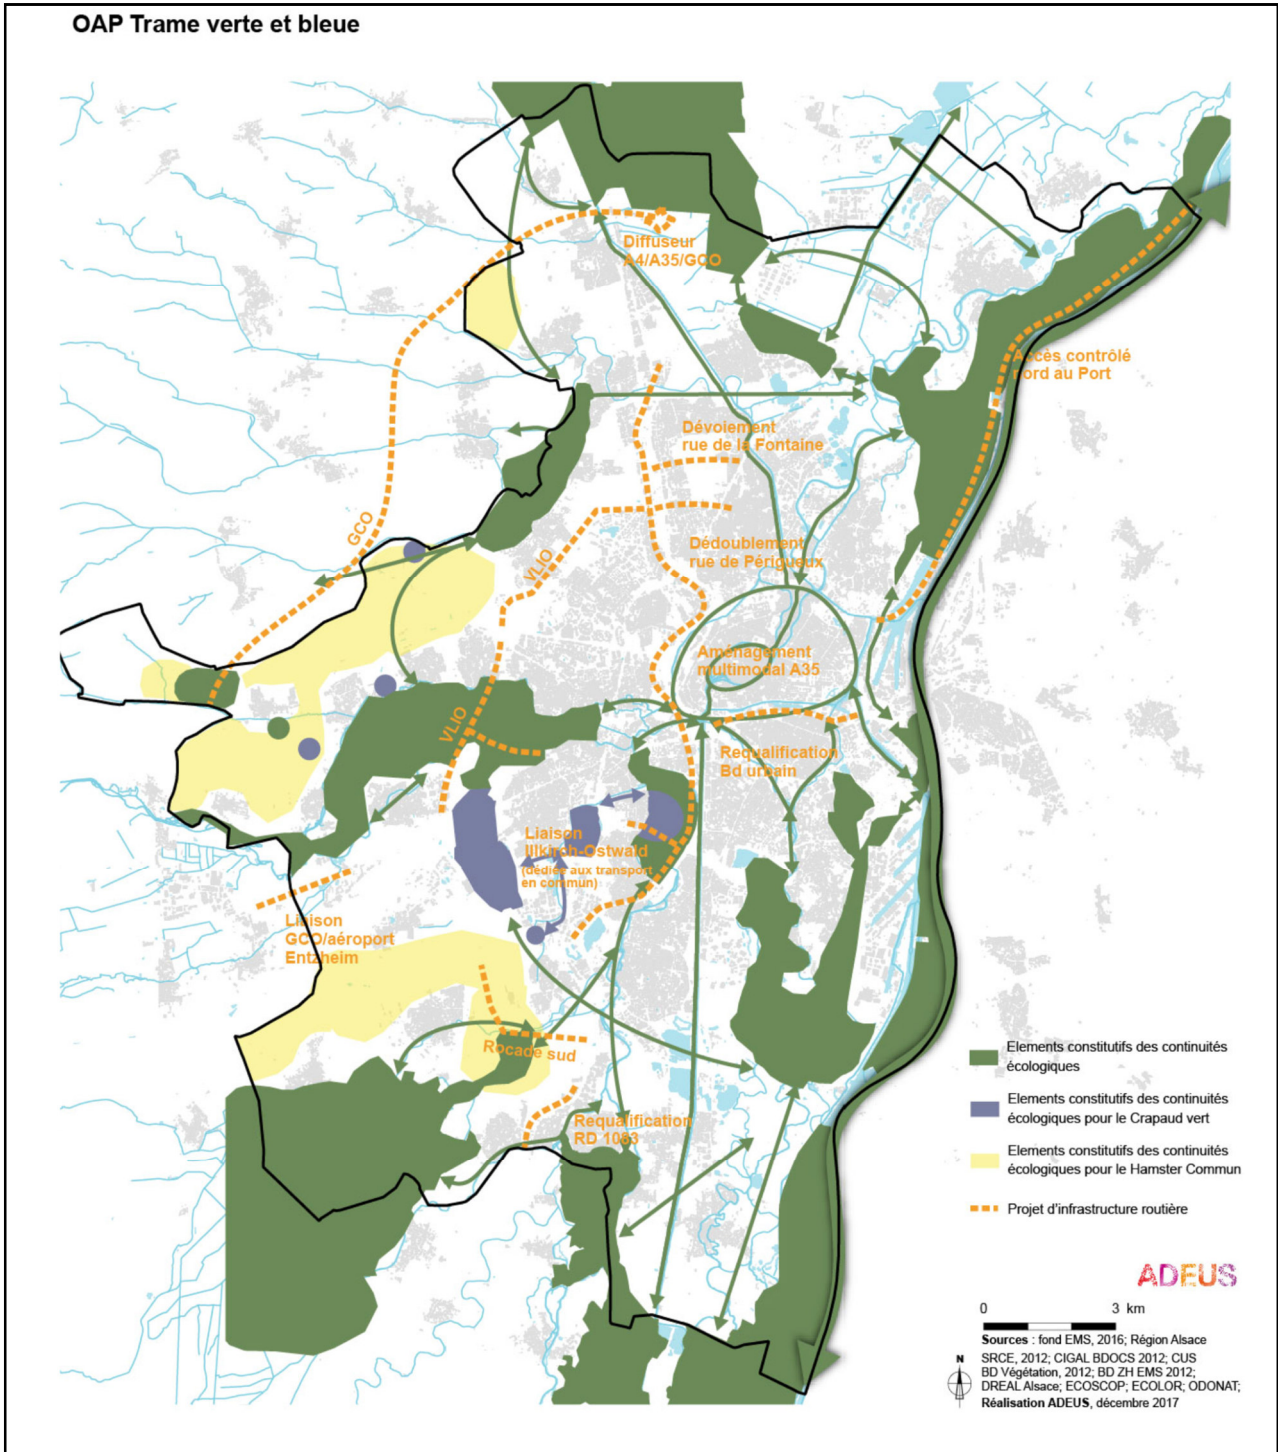 OAP Trame verte et bleue
Diffuseur
A4/A35/GCO
Accès contrôlé
nord au Port
Dévoiement
rue de la Fontaine
GCO
VLIO
Dédoublement
rue de Périgueux
Aménagement
multimodal A35
VLIO
Requalification
Bd urbain
Liaison
Illkirch-Ostwald
(dédiée aux transport
en commun)
Liaison
GCO/aéroport
Entzheim
Rocade sud
Requalification
RD 1083
Elements constitutifs des continuités
écologiques
Elements constitutifs des continuités
écologiques pour le Crapaud vert
Elements constitutifs des continuités
écologiques pour le Hamster Commun
Projet d'infrastructure routière
ADEUS
0 3 km
Sources : fond EMS, 2016; Région Alsace
N SRCE, 2012; CIGAL BDOCS 2012; CUS
BD Végétation, 2012; BD ZH EMS 2012;
DREAL Alsace; ECOSCOP; ECOLOR; ODONAT;
Réalisation ADEUS, décembre 2017